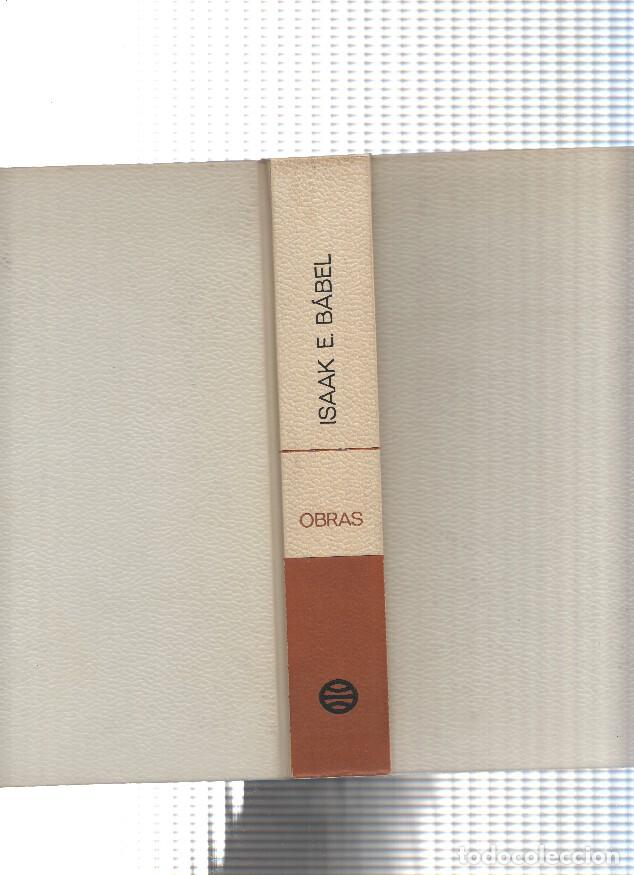 ISAAK E. BÁBEL
OBRAS
todocoleccion